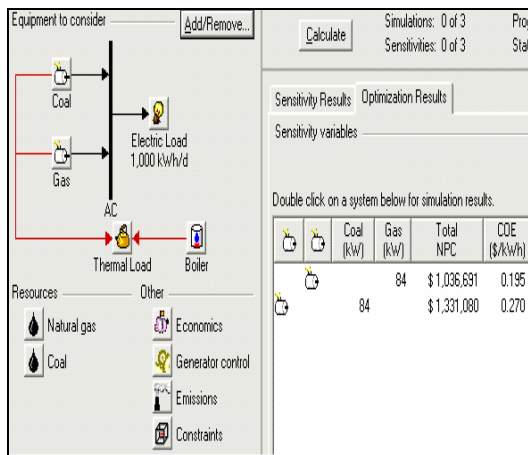 Equipment to consider
Add/Remove...
Coal
Gas
Electric Load
1,000 kWh/d
AC
Thermal Load
Boiler
Resources
Other
Natural gas
Coal
Economics
Generator control
Emissions
Constraints
Calculate
Simulations: 0 of 3
Sensitivities: 0 of 3
Sensitivity Results
Optimization Results
Sensitivity variables
Double click on a system below for simulation results.
Coal (kW) Gas (kW) Total NPC COE ($/kWh)
84 $ 1,036,691 0.195
84 $ 1,331,080 0.270